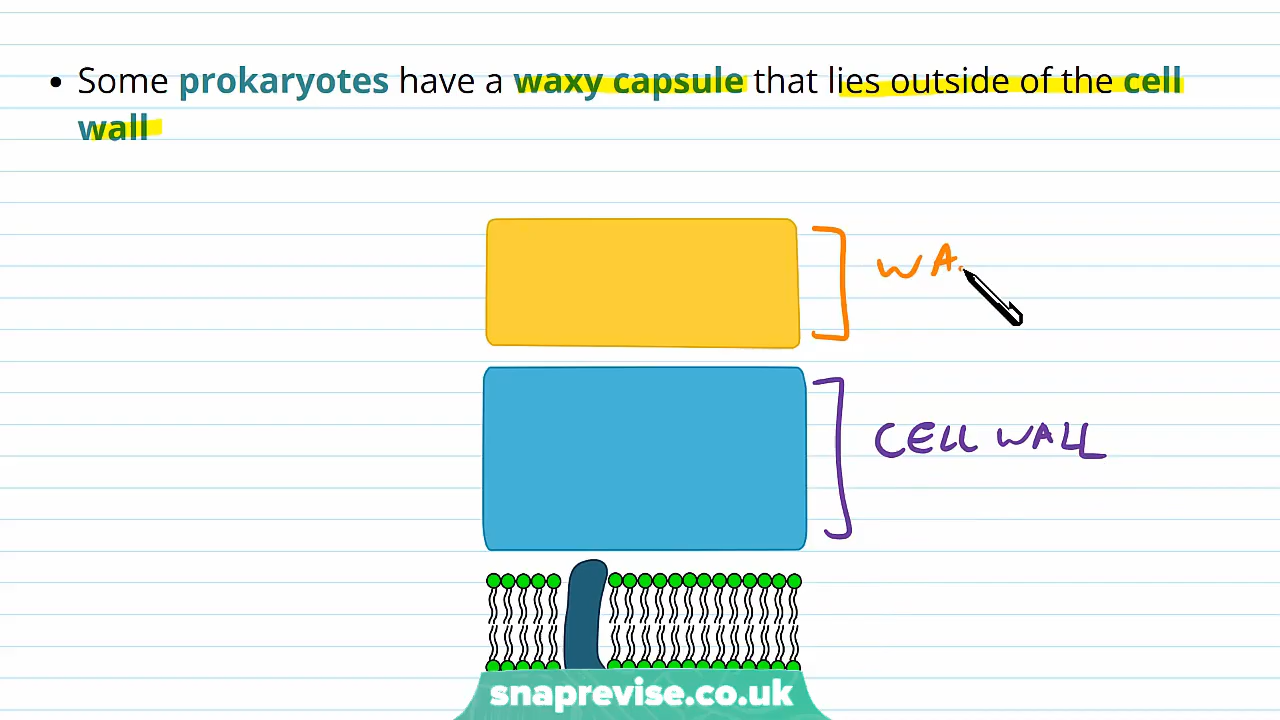 • Some prokaryotes have a waxy capsule that lies outside of the cell
wall
WA
CELL WALL
snaprevise.co.uk